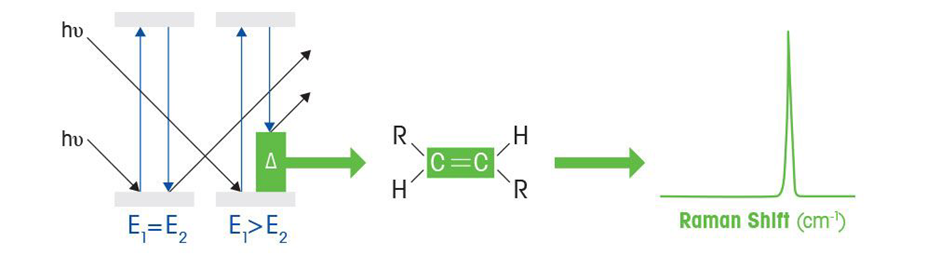 hυ
hυ
Δ
E₁=E₂
E₁>E₂
R
H
C=C
H
R
Raman Shift (cm⁻¹)